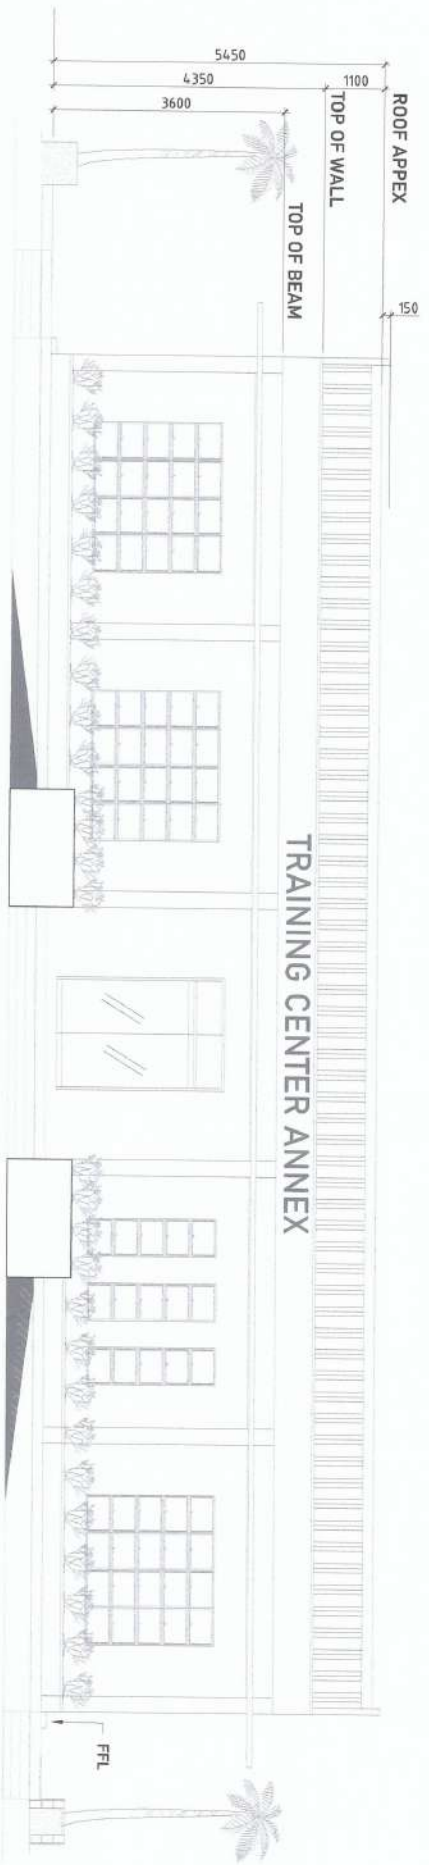 ROOF APPEX
TOP OF WALL
TOP OF BEAM
5450
4350
1100
3600
150
TRAINING CENTER ANNEX
FFL